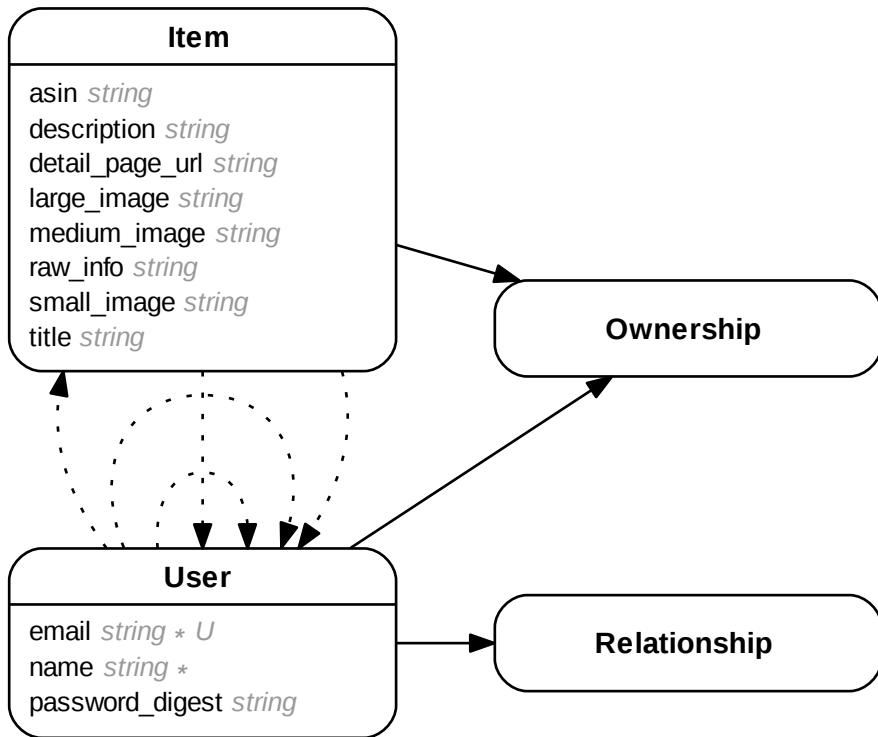 Item
asin string
description string
detail_page_url string
large_image string
medium_image string
raw_info string
small_image string
title string
Ownership
User
email string * U
name string *
password_digest string
Relationship